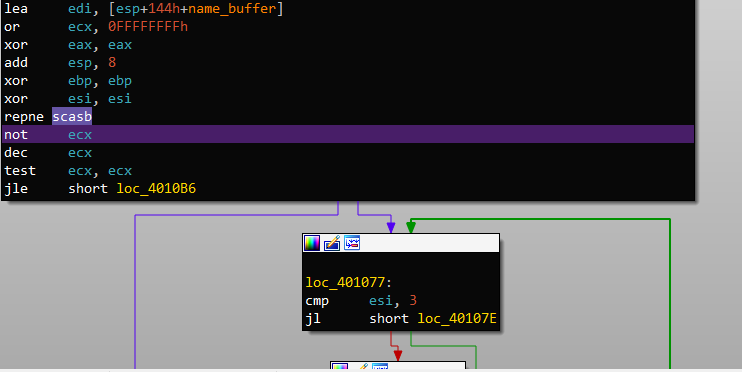 lea edi, [esp+144h+name_buffer]
or ecx, 0FFFFFFFFh
xor eax, eax
add esp, 8
xor ebp, ebp
xor esi, esi
repne scasb
not ecx
dec ecx
test ecx, ecx
jle short loc_4010B6
loc_401077:
cmp esi, 3
jl short loc_40107E